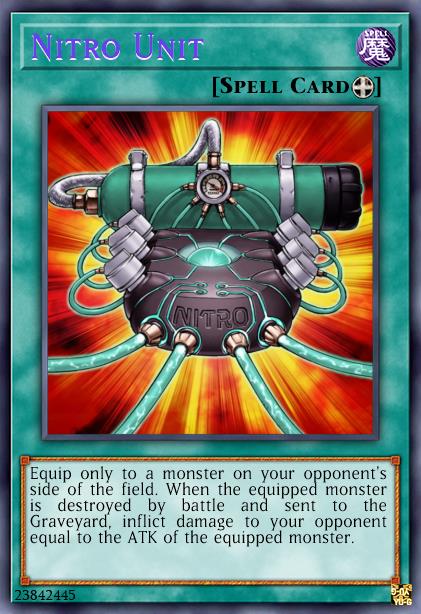 Nitro Unit
SPELL
魔
[Spell Card]
NITRO
Equip only to a monster on your opponent's
side of the field. When the equipped monster
is destroyed by battle and sent to the
Graveyard, inflict damage to your opponent
equal to the ATK of the equipped monster.
23842445